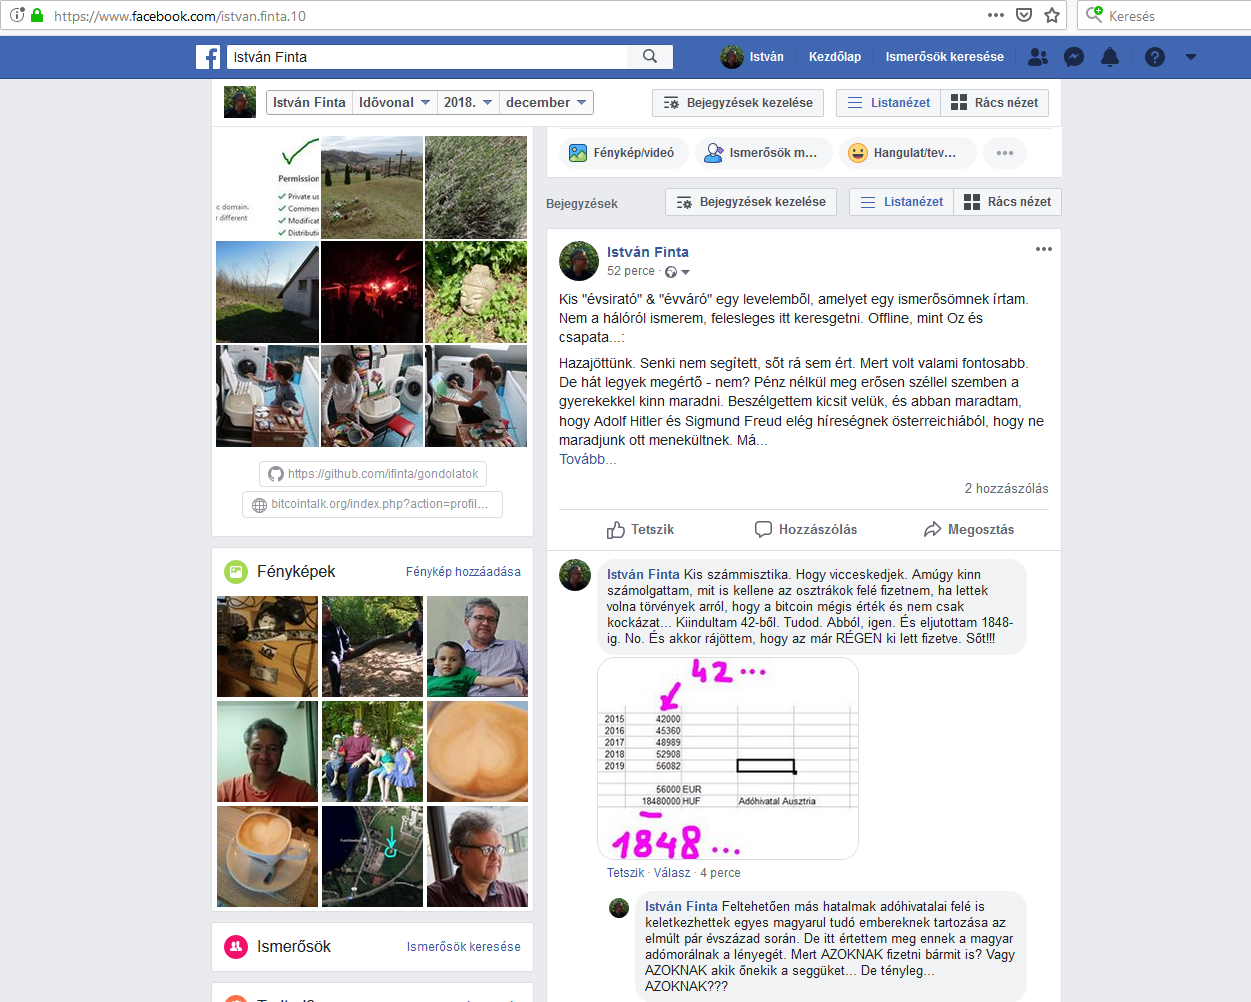 https://www.facebook.com/istvan.finta.10
Keresés
István Finta
István
Kezdőlap
Ismerősök keresése
István Finta
Idővonal
2018.
december
Bejegyzések kezelése
Listanézet
Rács nézet
Permission
Private us
Commerc
Modificat
Distributi
c domain.
t different
https://github.com/ifinta/gondolatok
bitcointalk.org/index.php?action=profil...
Fényképek
Fénykép hozzáadása
Ismerősök
Ismerősök keresése
Fénykép/videó
Ismerősök m...
Hangulat/tev...
Bejegyzések
Bejegyzések kezelése
Listanézet
Rács nézet
István Finta
52 perce ·
Kis "évsirató" & "évváró" egy levelemből, amelyet egy ismerősömnek írtam.
Nem a hálóról ismerem, felesleges itt keresgetni. Offline, mint Oz és
csapata...:
Hazajöttünk. Senki nem segített, sőt rá sem ért. Mert volt valami fontosabb.
De hát legyek megértő - nem? Pénz nélkül meg erősen széllel szemben a
gyerekekkel kinn maradni. Beszélgettem kicsit velük, és abban maradtam,
hogy Adolf Hitler és Sigmund Freud elég híreségnek österreichiából, hogy ne
maradjunk ott menekültnek. Má...
Tovább...
2 hozzászólás
Tetszik
Hozzászólás
Megosztás
István Finta Kis számmisztika. Hogy vicceskedjek. Amúgy kinn
számolgattam, mit is kellene az osztrákok felé fizetnem, ha lettek
volna törvények arról, hogy a bitcoin mégis érték és nem csak
kockázat... Kiindultam 42-ből. Tudod. Abból, igen. És eljutottam 1848-
ig. No. És akkor rájöttem, hogy az már RÉGEN ki lett fizetve. Sőt!!!
42...
2015 42000
2016 45360
2017 48989
2018 52908
2019 56082
56000 EUR
18480000 HUF Adóhivatal Ausztria
1848...
Tetszik · Válasz · 4 perce
István Finta Feltehetően más hatalmak adóhivatalai felé is
keletkezhettek egyes magyarul tudó embereknek tartozása az
elmúlt pár évszázad során. De itt értettem meg ennek a magyar
adómorálnak a lényegét. Mert AZOKNAK fizetni bármit is? Vagy
AZOKNAK akik őnekik a seggüket... De tényleg...
AZOKNAK???